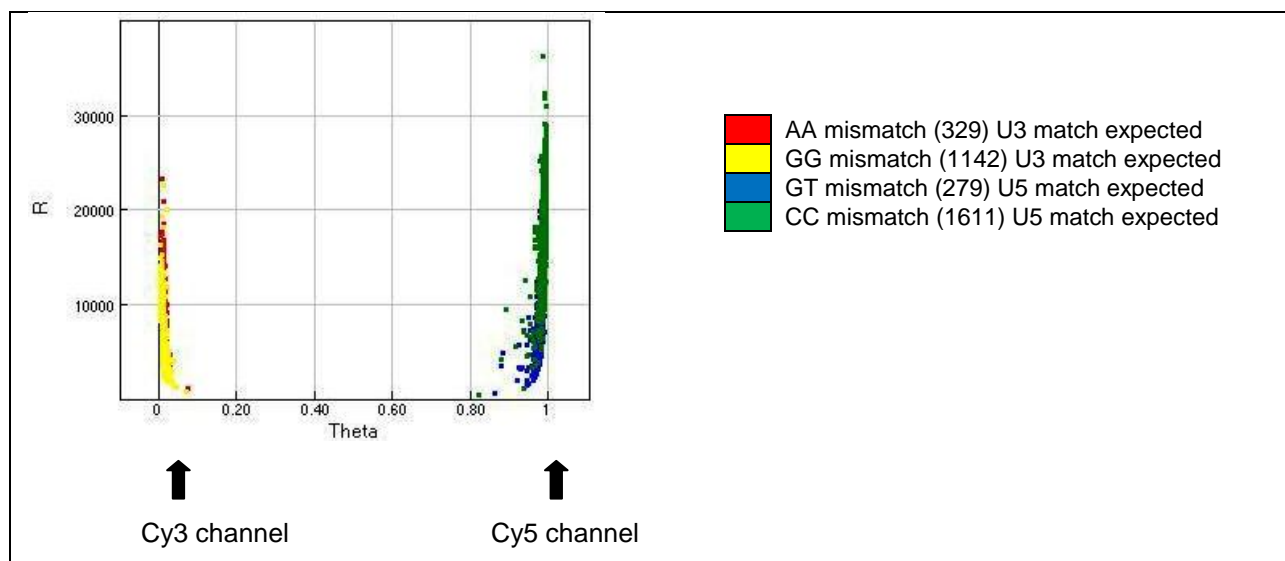 30000
20000
10000
R
0 0.20 0.40 0.60 0.80 1
Theta
AA mismatch (329) U3 match expected
GG mismatch (1142) U3 match expected
GT mismatch (279) U5 match expected
CC mismatch (1611) U5 match expected
Cy3 channel Cy5 channel